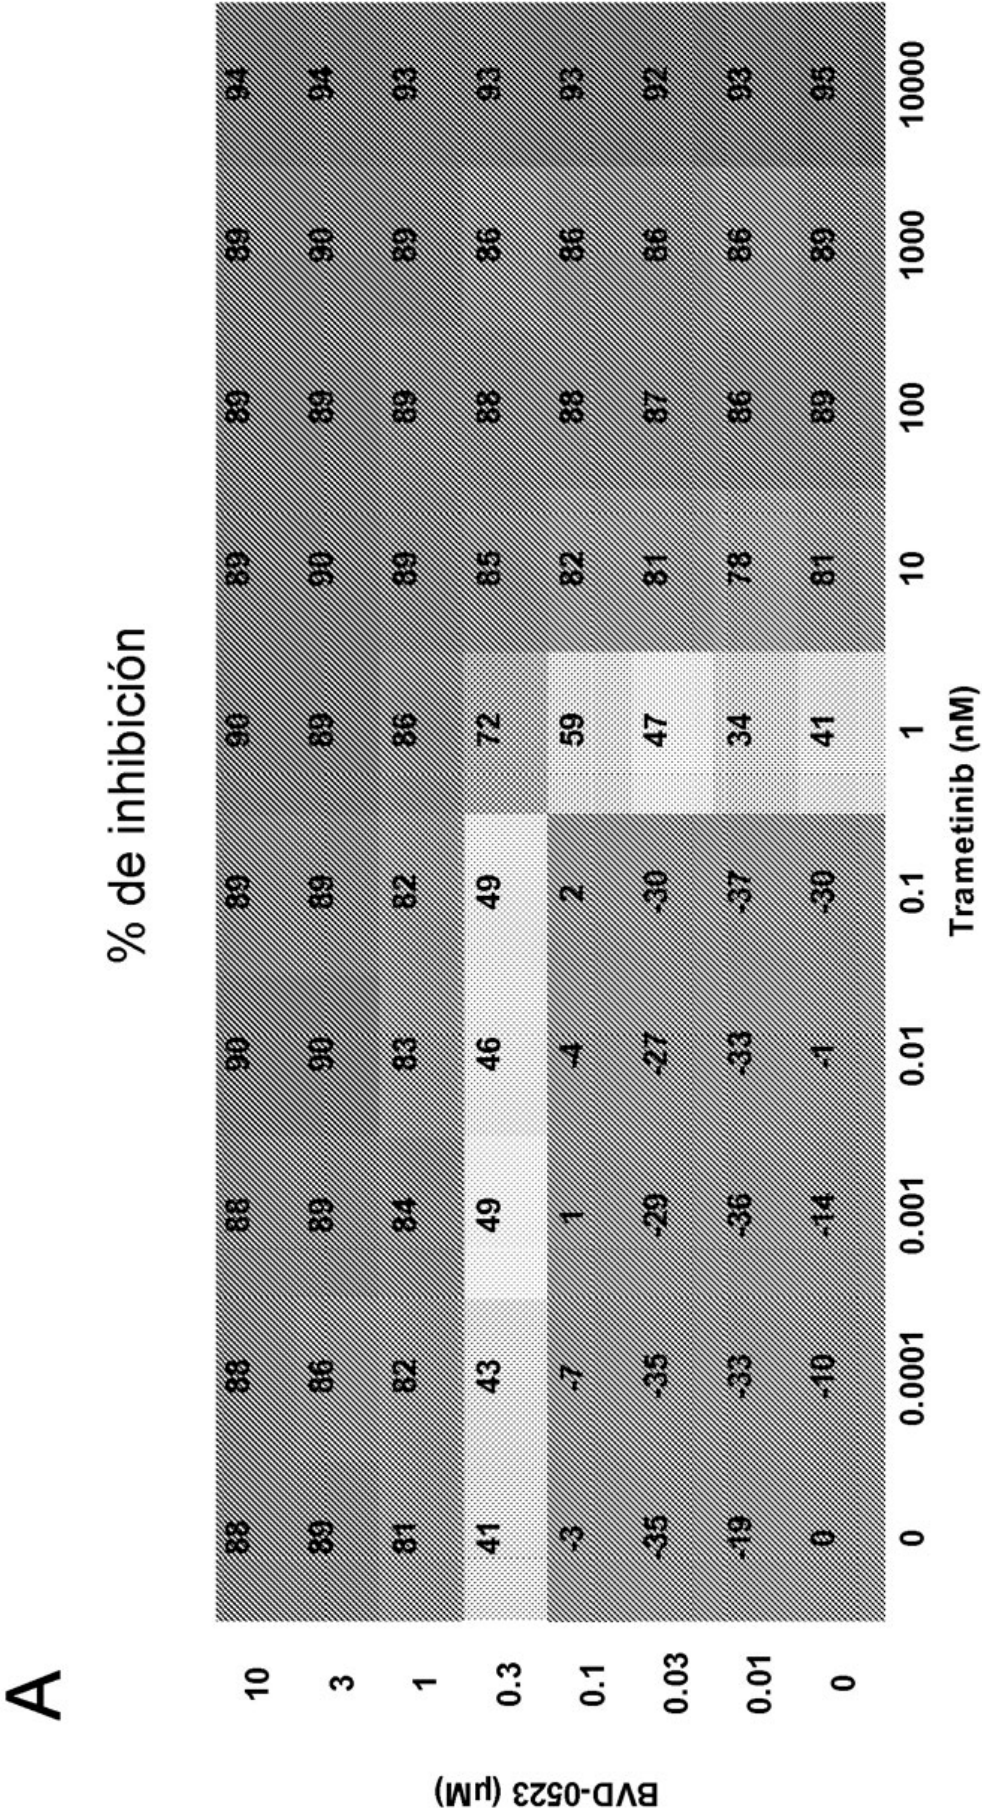 A
% de inhibición
BVD-0523 (µM)
10 88 88 88 90 89 90 89 89 89 94
3 89 86 89 90 89 89 90 89 90 94
1 81 82 84 83 82 86 89 89 89 93
0.3 41 43 49 46 49 72 85 88 86 93
0.1 -3 -7 1 -4 2 59 82 88 86 93
0.03 -35 -35 -29 -27 -30 47 81 87 86 92
0.01 -19 -33 -36 -33 -37 34 78 86 86 93
0 0 -10 -14 -1 -30 41 81 89 89 95
0 0.0001 0.001 0.01 0.1 1 10 100 1000 10000
Trametinib (nM)